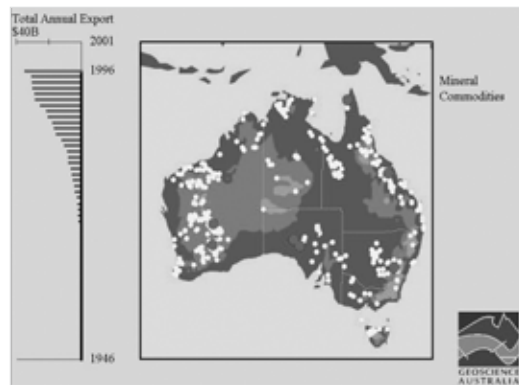 Total Annual Export
$40B
2001
1996
Mineral
Commodities
1946
GEOSCIENCE
AUSTRALIA